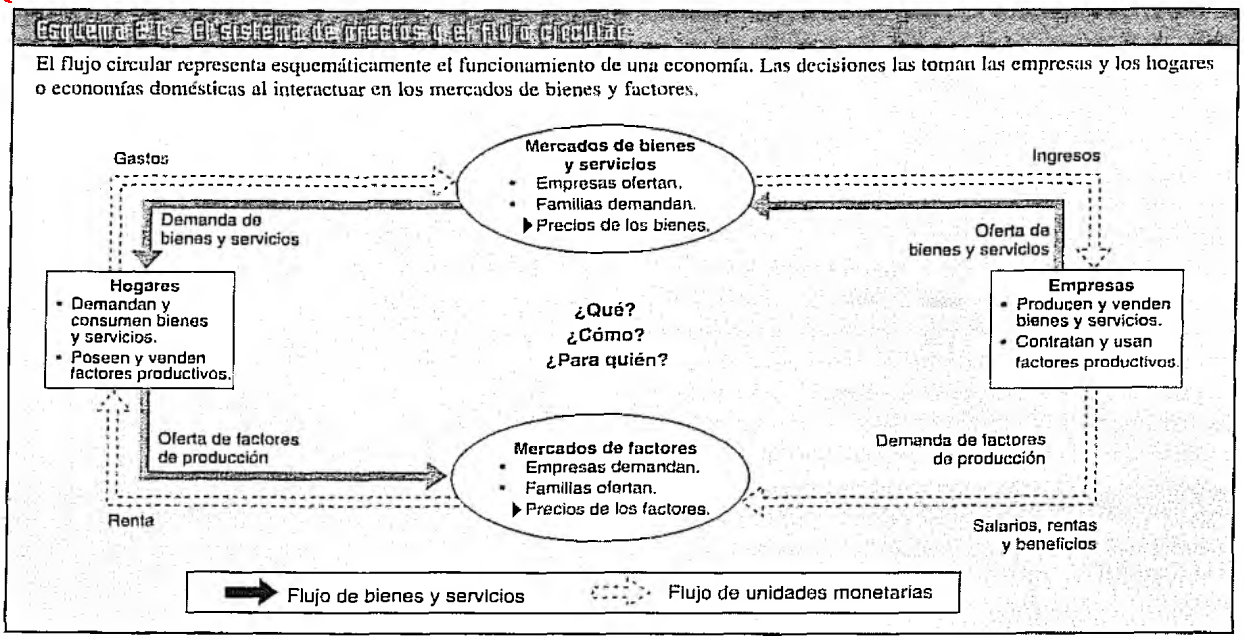 Esquema 2.1 - El sistema de precios y el flujo circular
El flujo circular representa esquemáticamente el funcionamiento de una economía. Las decisiones las toman las empresas y los hogares
o economías domésticas al interactuar en los mercados de bienes y factores.
Gastos
Mercados de bienes
y servicios
• Empresas ofertan.
• Familias demandan.
▶ Precios de los bienes.
Ingresos
Demanda de
bienes y servicios
Oferta de
bienes y servicios
Hogares
• Demandan y
consumen bienes
y servicios.
• Poseen y venden
factores productivos.
¿Qué?
¿Cómo?
¿Para quién?
Empresas
• Producen y venden
bienes y servicios.
• Contratan y usan
factores productivos.
Oferta de factores
de producción
Mercados de factores
• Empresas demandan.
• Familias ofertan.
▶ Precios de los factores.
Demanda de factores
de producción
Renta
Salarios, rentas
y beneficios
Flujo de bienes y servicios
Flujo de unidades monetarias